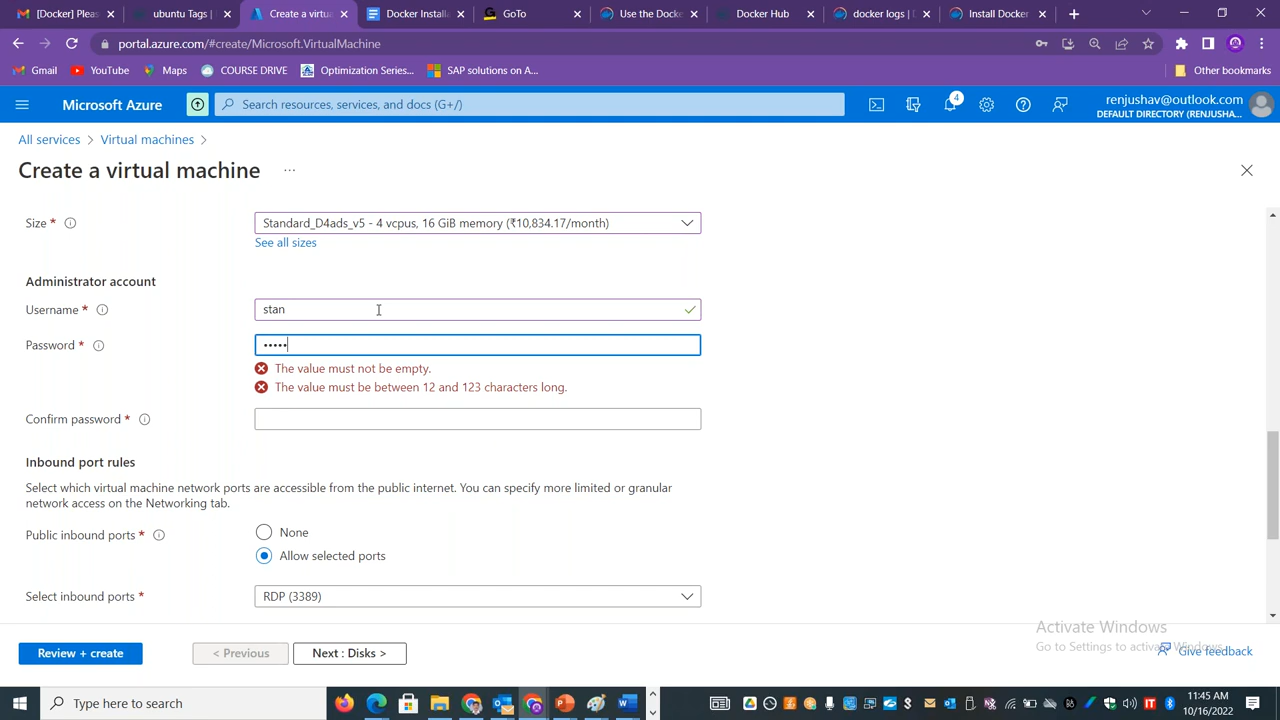 [Docker] Pleas
ubuntu Tags |
Create a virtua
Docker Installa
GoTo
Use the Docke
Docker Hub
docker logs | D
Install Docker
portal.azure.com/#create/Microsoft.VirtualMachine
Gmail
YouTube
Maps
COURSE DRIVE
Optimization Series...
SAP solutions on A...
Other bookmarks
Microsoft Azure
Search resources, services, and docs (G+/)
4
renjushav@outlook.com
DEFAULT DIRECTORY (RENJUSHA...
All services > Virtual machines >
Create a virtual machine ...
Size *
Standard_D4ads_v5 - 4 vcpus, 16 GiB memory (₹10,834.17/month)
See all sizes
Administrator account
Username *
stan
Password *
•••••
The value must not be empty.
The value must be between 12 and 123 characters long.
Confirm password *
Inbound port rules
Select which virtual machine network ports are accessible from the public internet. You can specify more limited or granular
network access on the Networking tab.
Public inbound ports *
None
Allow selected ports
Select inbound ports *
RDP (3389)
Activate Windows
Go to Settings to activate Windows.
Give feedback
Review + create
< Previous
Next : Disks >
Type here to search
11:45 AM
10/16/2022